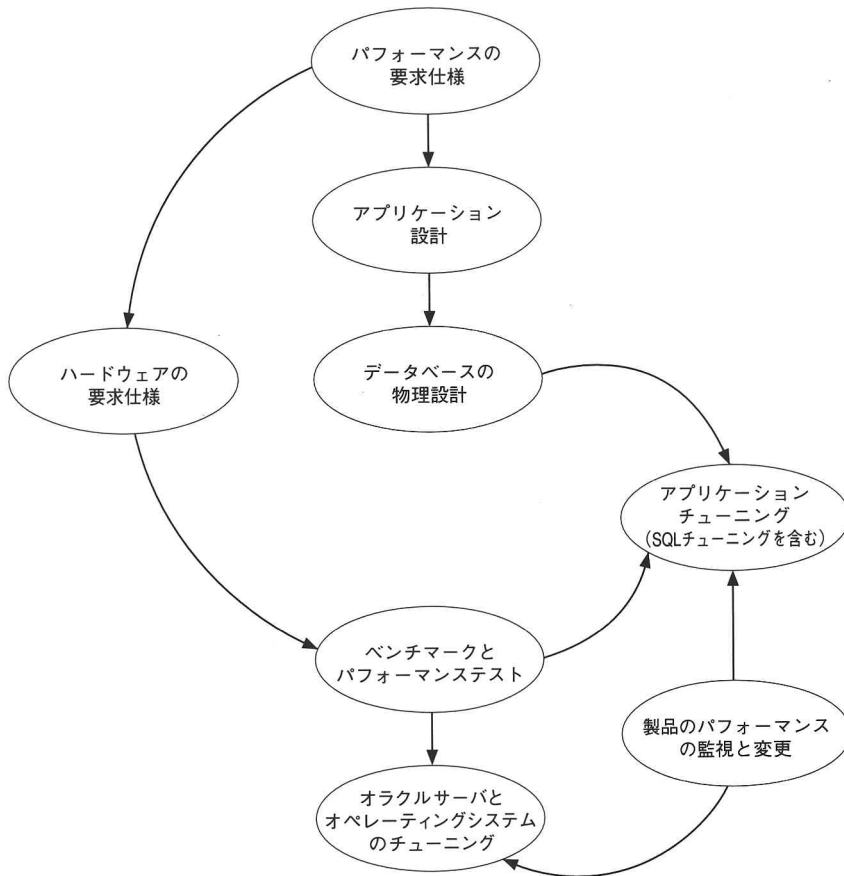 パフォーマンスの
要求仕様
アプリケーション
設計
ハードウェアの
要求仕様
データベースの
物理設計
アプリケーション
チューニング
(SQLチューニングを含む)
ベンチマークと
パフォーマンステスト
製品のパフォーマンス
の監視と変更
オラクルサーバと
オペレーティングシステム
のチューニング